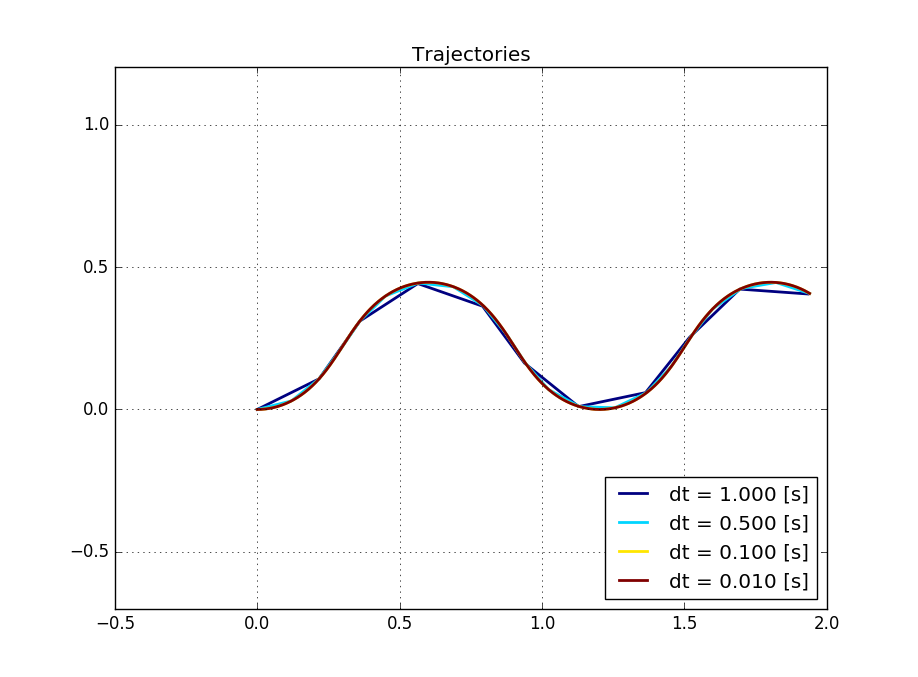 Trajectories
1.0
0.5
0.0
−0.5
−0.5
0.0
0.5
1.0
1.5
2.0
dt = 1.000 [s]
dt = 0.500 [s]
dt = 0.100 [s]
dt = 0.010 [s]